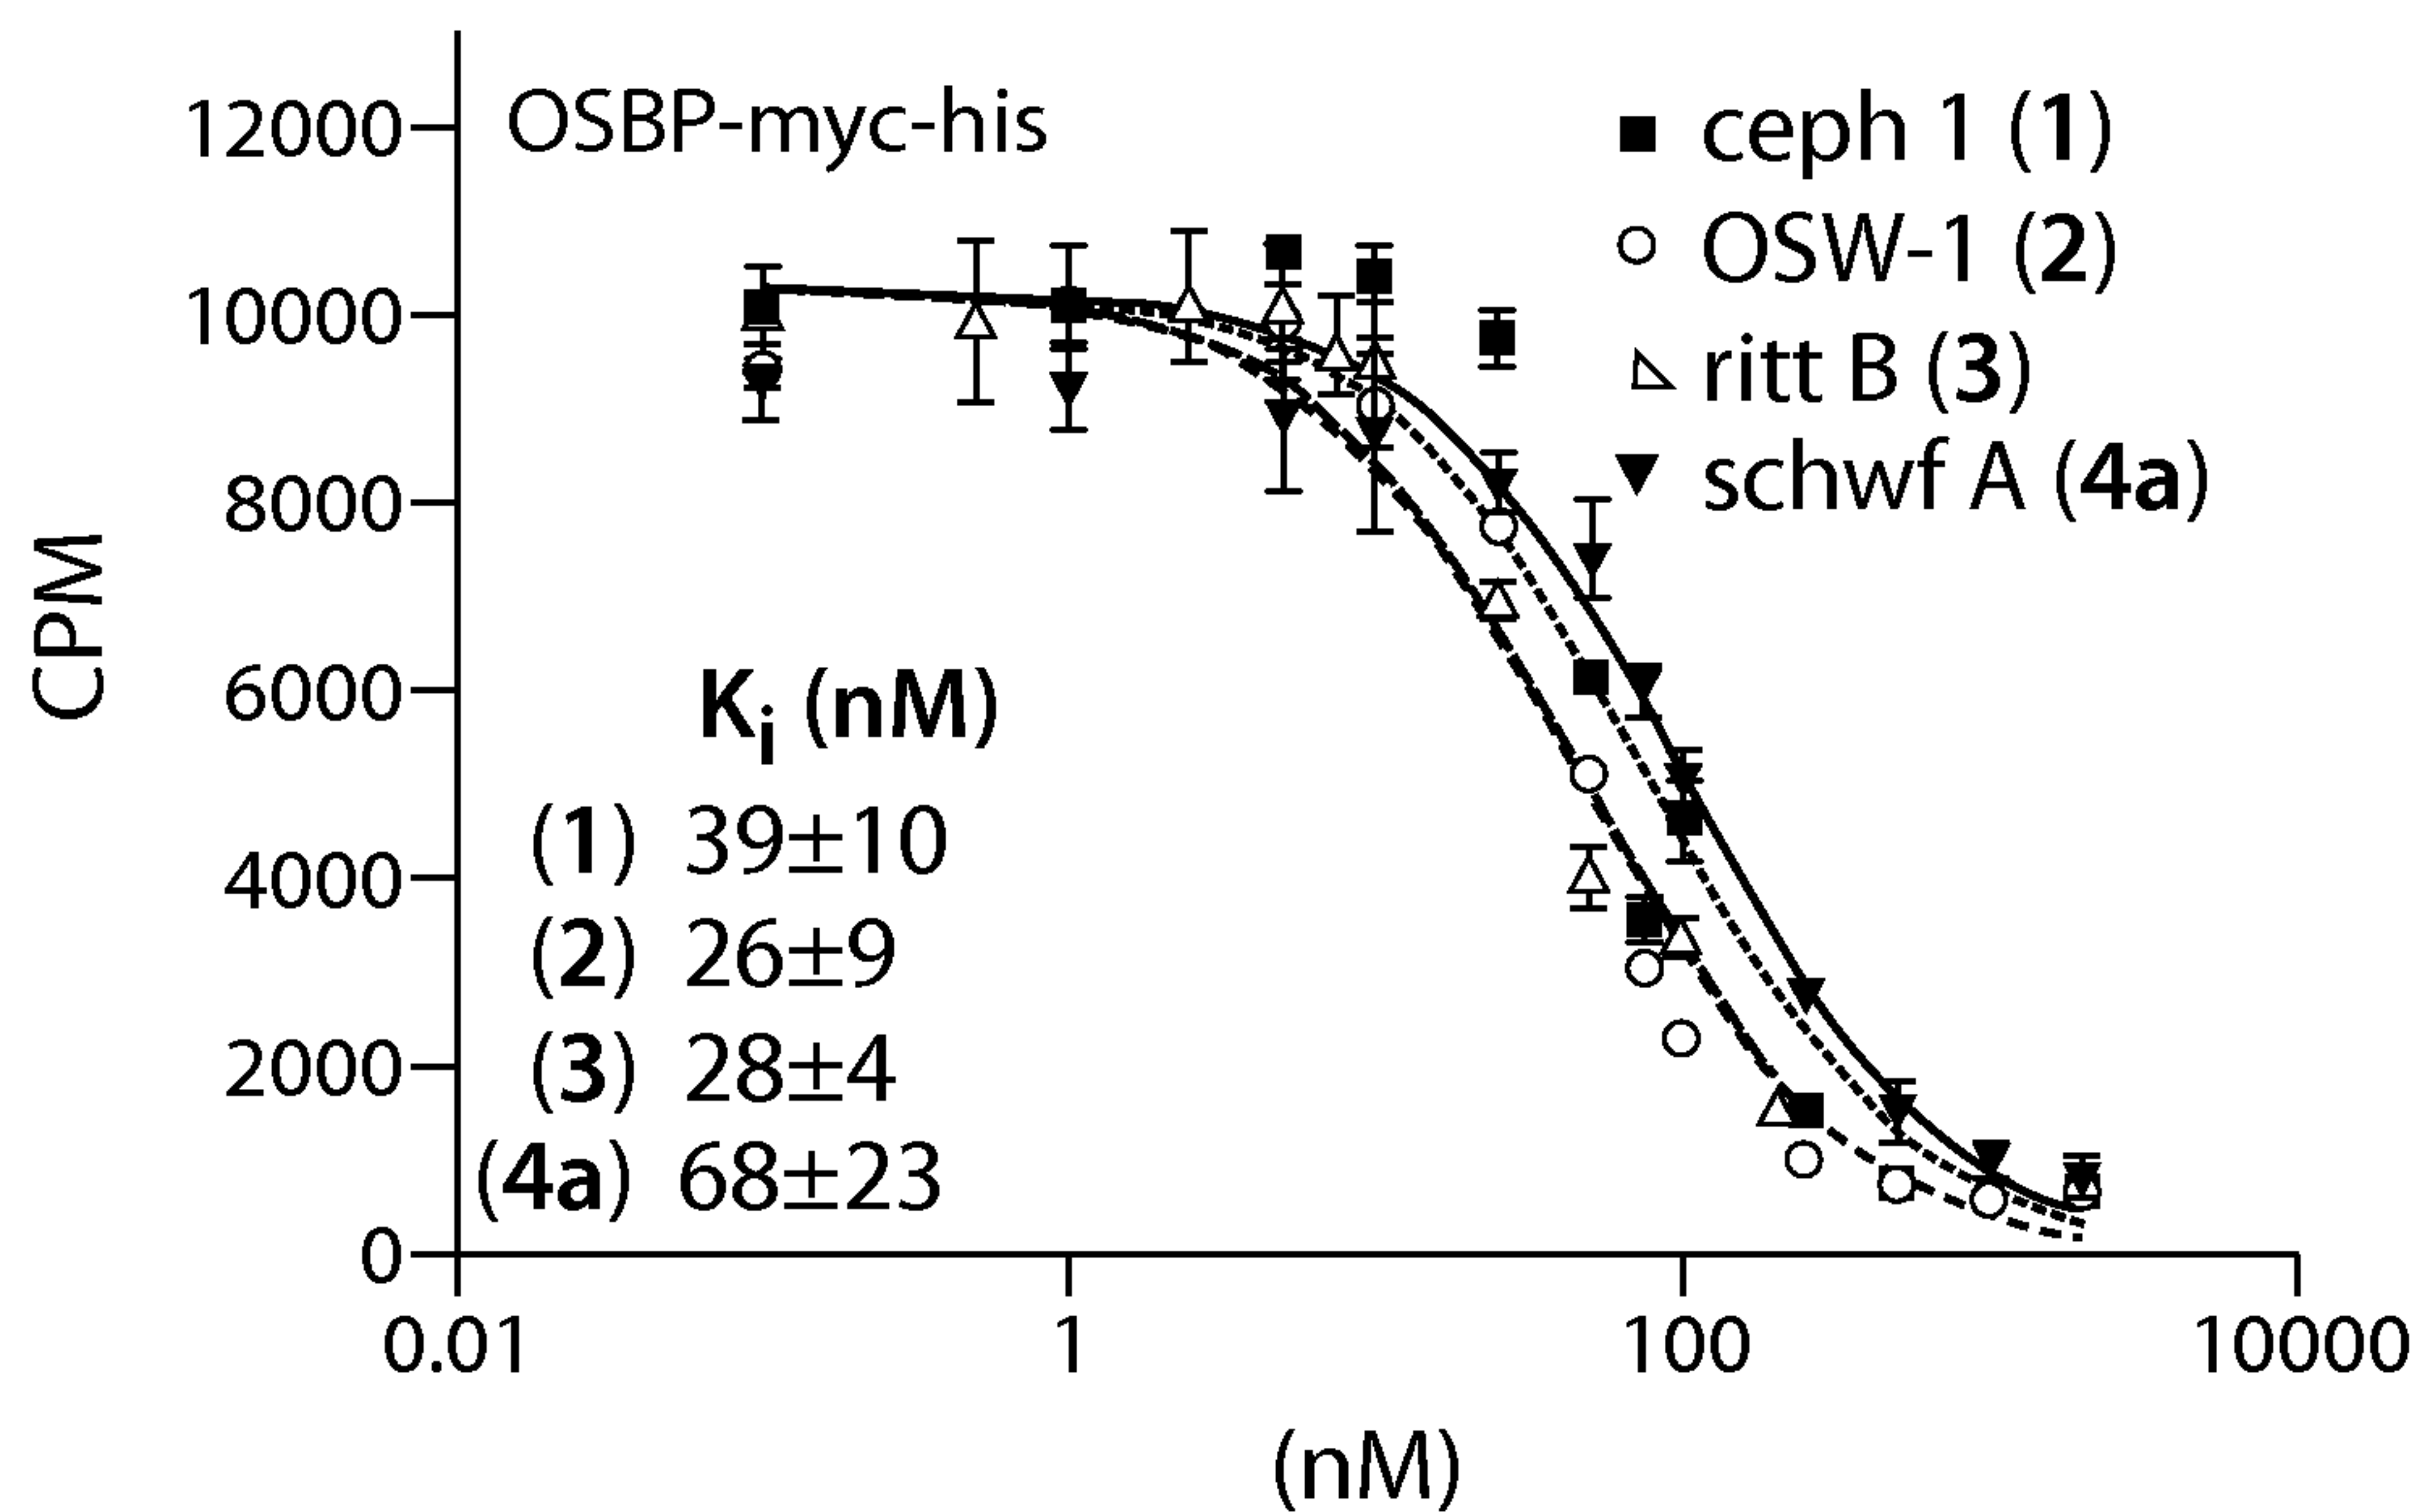 OSBP-myc-his
ceph 1 (1)
OSW-1 (2)
ritt B (3)
schwf A (4a)
CPM
12000
10000
8000
6000
4000
2000
0
Ki (nM)
(1) 39±10
(2) 26±9
(3) 28±4
(4a) 68±23
0.01 1 100 10000
(nM)